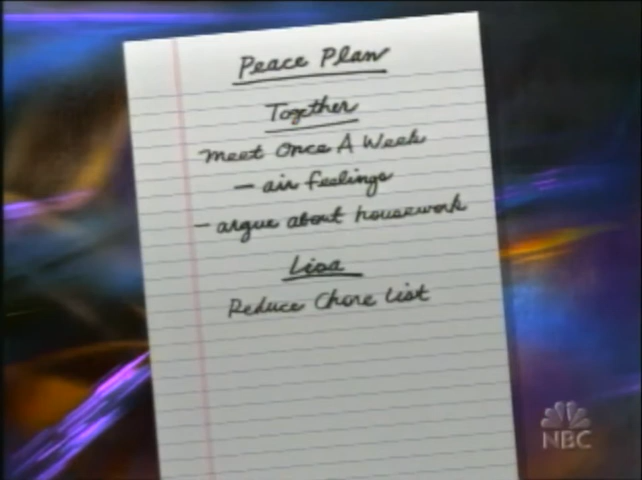 Peace Plan
Together
Meet Once A Week
- air feelings
- argue about housework
Lisa
Reduce Chore List
NBC